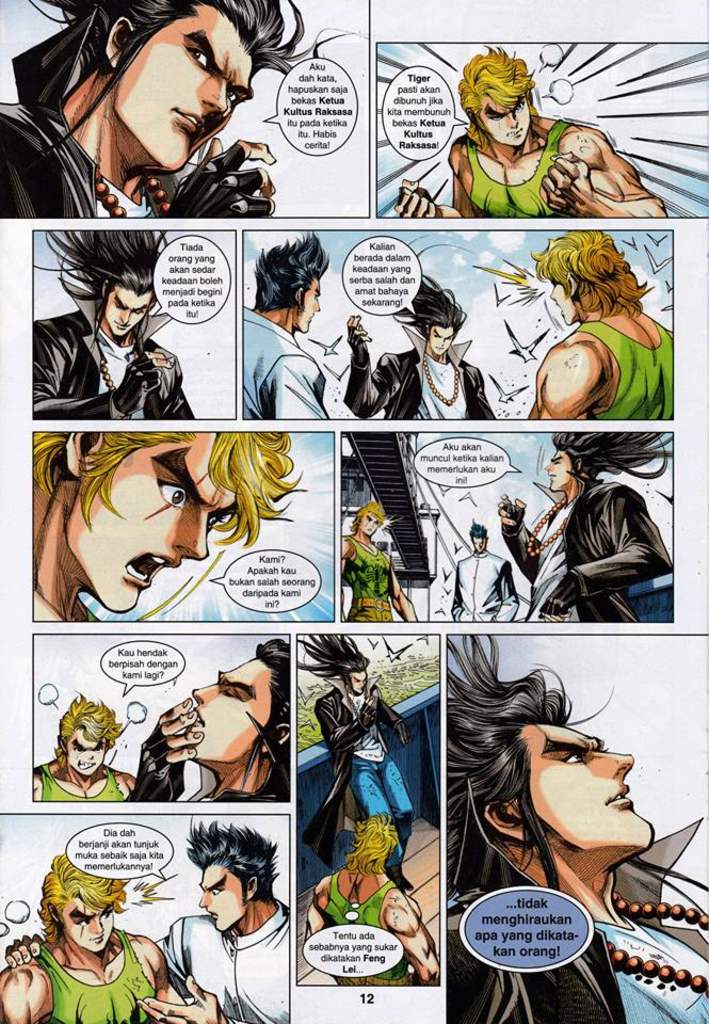 Aku
dah kata,
hapuskan saja
bekas Ketua
Kultus Raksasa
itu pada ketika
itu. Habis
cerita!
Tiger
pasti akan
dibunuh jika
kita membunuh
bekas Ketua
Kultus
Raksasa!
Tiada
orang yang
akan sedar
keadaan boleh
menjadi begini
pada ketika
itu!
Kalian
berada dalam
keadaan yang
serba salah dan
amat bahaya
sekarang!
Kami?
Apakah kau
bukan salah seorang
daripada kami
ini?
Aku akan
muncul ketika kalian
memerlukan aku
ini!
Kau hendak
berpisah dengan
kami lagi?
Dia dah
berjanji akan tunjuk
muka sebaik saja kita
memerlukannya!
Tentu ada
sebabnya yang sukar
dikatakan Feng
Lei...
...tidak
menghiraukan
apa yang dikata-
kan orang!
12